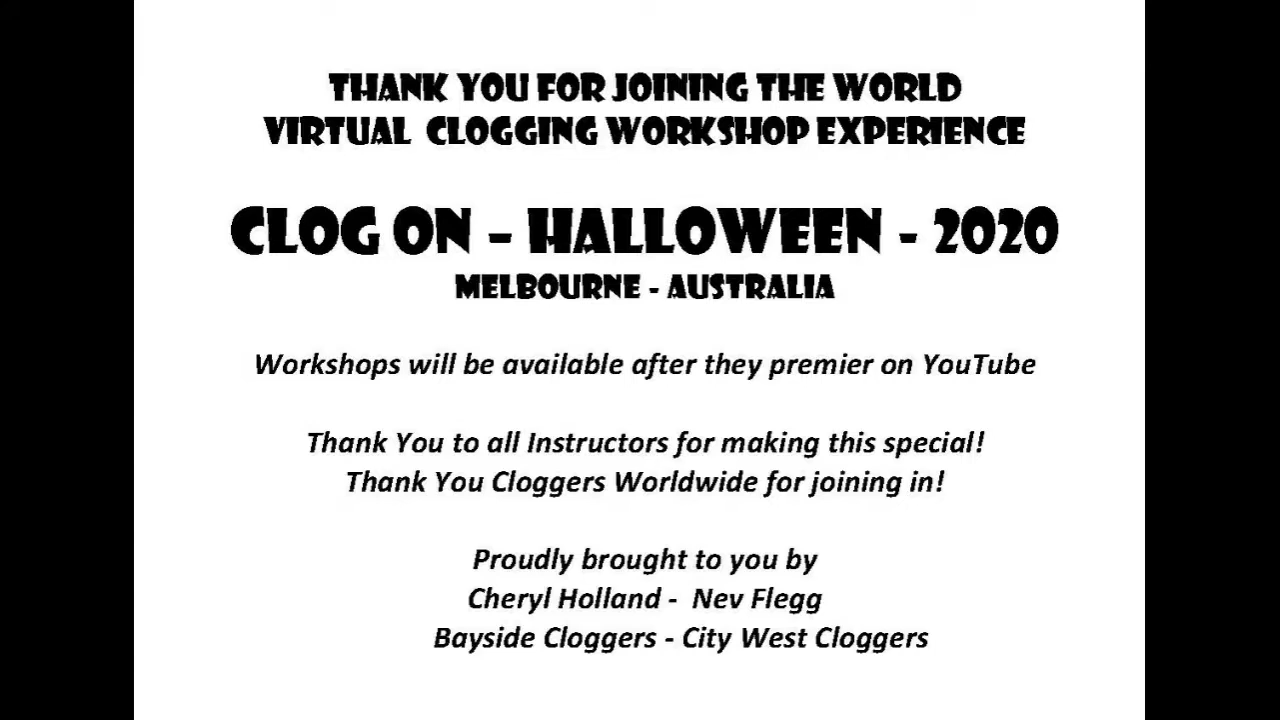 THANK YOU FOR JOINING THE WORLD
VIRTUAL CLOGGING WORKSHOP EXPERIENCE
CLOG ON – HALLOWEEN - 2020
MELBOURNE - AUSTRALIA
Workshops will be available after they premier on YouTube
Thank You to all Instructors for making this special!
Thank You Cloggers Worldwide for joining in!
Proudly brought to you by
Cheryl Holland - Nev Flegg
Bayside Cloggers - City West Cloggers